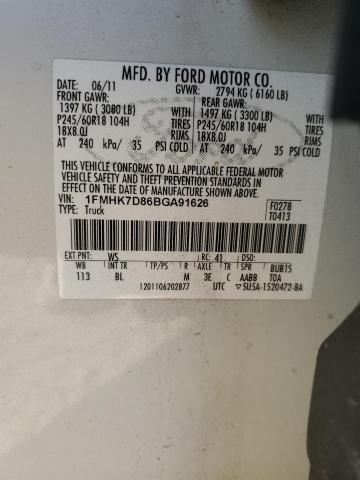 MFD. BY FORD MOTOR CO.
DATE: 06/11 GVWR: 2794 KG (6160 LB)
FRONT GAWR: REAR GAWR:
1397 KG (3080 LB) WITH 1497 KG (3300 LB) WITH
P245/60R18 104H TIRES P245/60R18 104H TIRES
18X8.0J RIMS 18X8.0J RIMS
AT 240 kPa/ 35 PSI COLD AT 240 kPa/ 35 PSI COLD
THIS VEHICLE CONFORMS TO ALL APPLICABLE FEDERAL MOTOR
VEHICLE SAFETY AND THEFT PREVENTION STANDARDS IN EFFECT ON
THE DATE OF MANUFACTURE SHOWN ABOVE.
VIN: 1FMHK7D86BGA91626 F0278
TYPE: Truck T0413
EXT PNT: WS RC: 41 DSO:
WB INT TR TP/PS R AXLE TR SPR BUB15
113 BL M 3E C AABB TOA
1201106202877 UTC ▽5U5A-1520472-BA